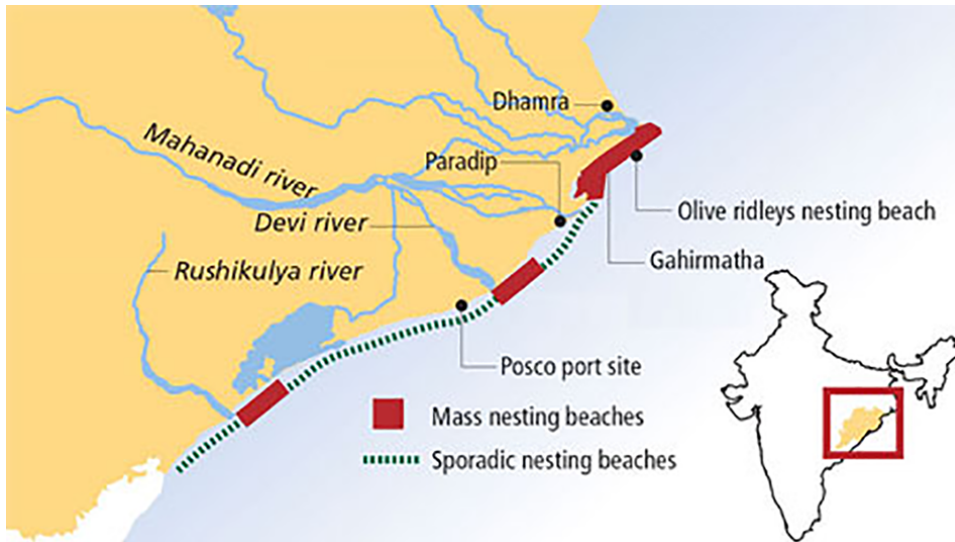 Dhamra
Mahanadi river
Paradip
Olive ridleys nesting beach
Devi river
Gahirmatha
Rushikulya river
Posco port site
Mass nesting beaches
Sporadic nesting beaches